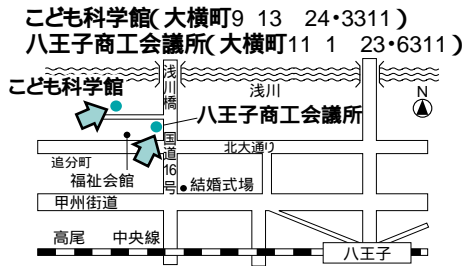 こども科学館(大横町9 13　24・3311)
八王子商工会議所(大横町11 1　23・6311)
こども科学館
浅川橋
浅川
N
八王子商工会議所
国道16号
北大通り
追分町
福祉会館
結婚式場
甲州街道
高尾
中央線
八王子